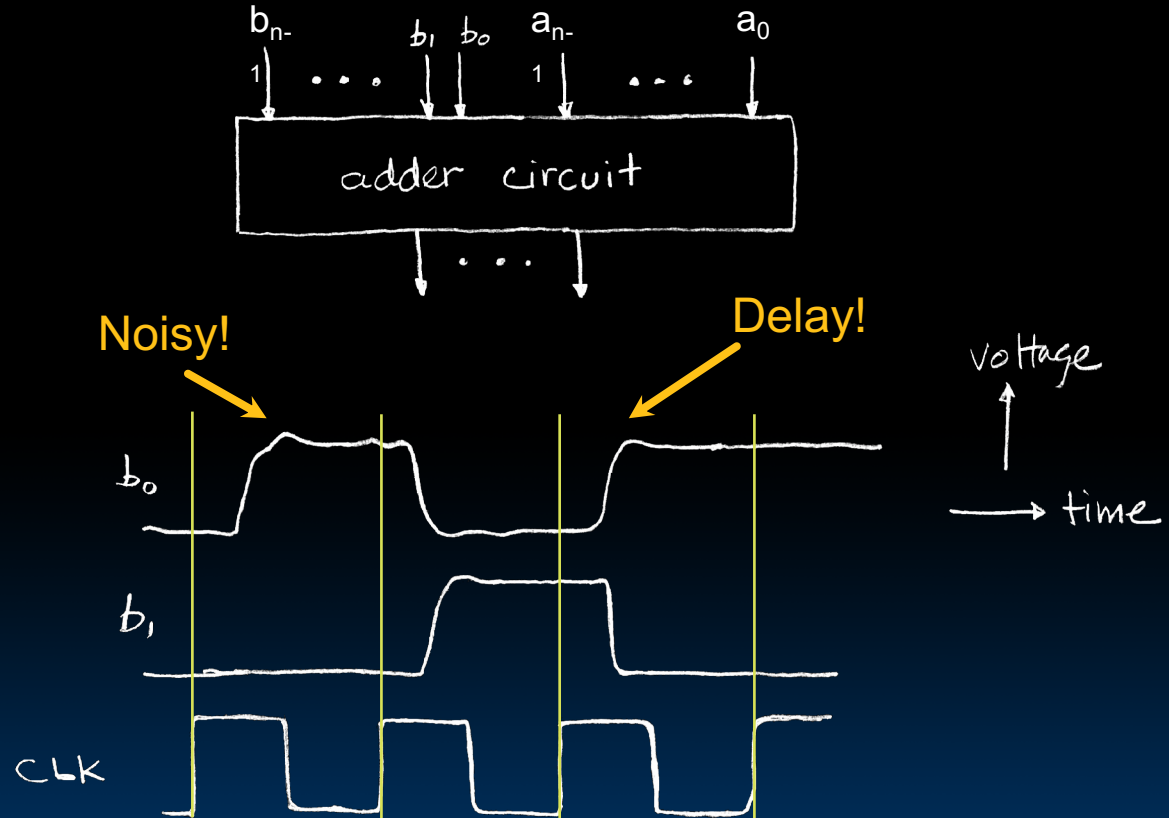 bₙ₋₁ b₁ b₀ aₙ₋₁ a₀
• • • • • •
adder circuit
• • •
Noisy! Delay!
voltage
b₀
time
b₁
CLK